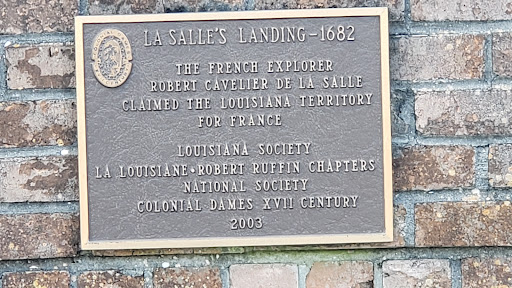 LA SALLE'S LANDING - 1682
THE FRENCH EXPLORER
ROBERT CAVELIER DE LA SALLE
CLAIMED THE LOUISIANA TERRITORY
FOR FRANCE
LOUISIANA SOCIETY
LA LOUISIANE • ROBERT RUFFIN CHAPTERS
NATIONAL SOCIETY
COLONIAL DAMES XVII CENTURY
2003